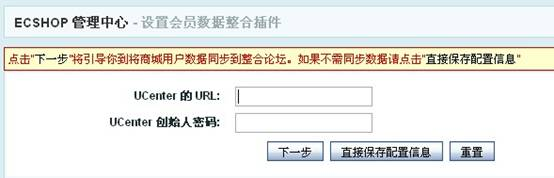 ECSHOP 管理中心 - 设置会员数据整合插件
点击"下一步"将引导你到将商城用户数据同步到整合论坛。如果不需同步数据请点击"直接保存配置信息"
UCenter 的 URL:
UCenter 创始人密码:
下一步 直接保存配置信息 重置